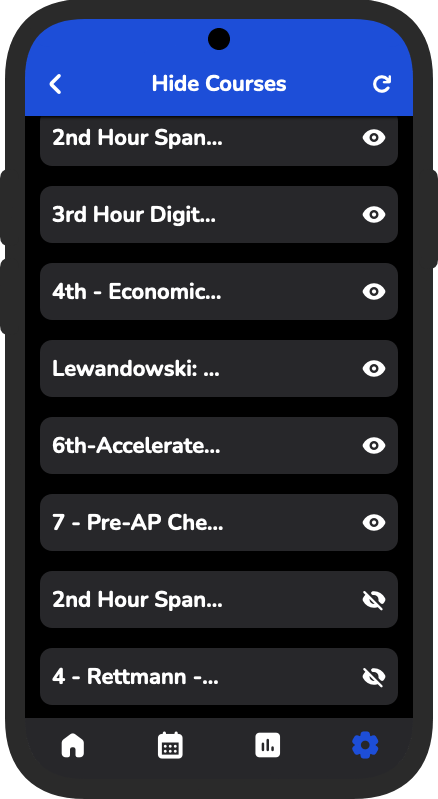 Hide Courses
2nd Hour Span...
3rd Hour Digit...
4th - Economic...
Lewandowski: ...
6th-Accelerate...
7 - Pre-AP Che...
2nd Hour Span...
4 - Rettmann -...